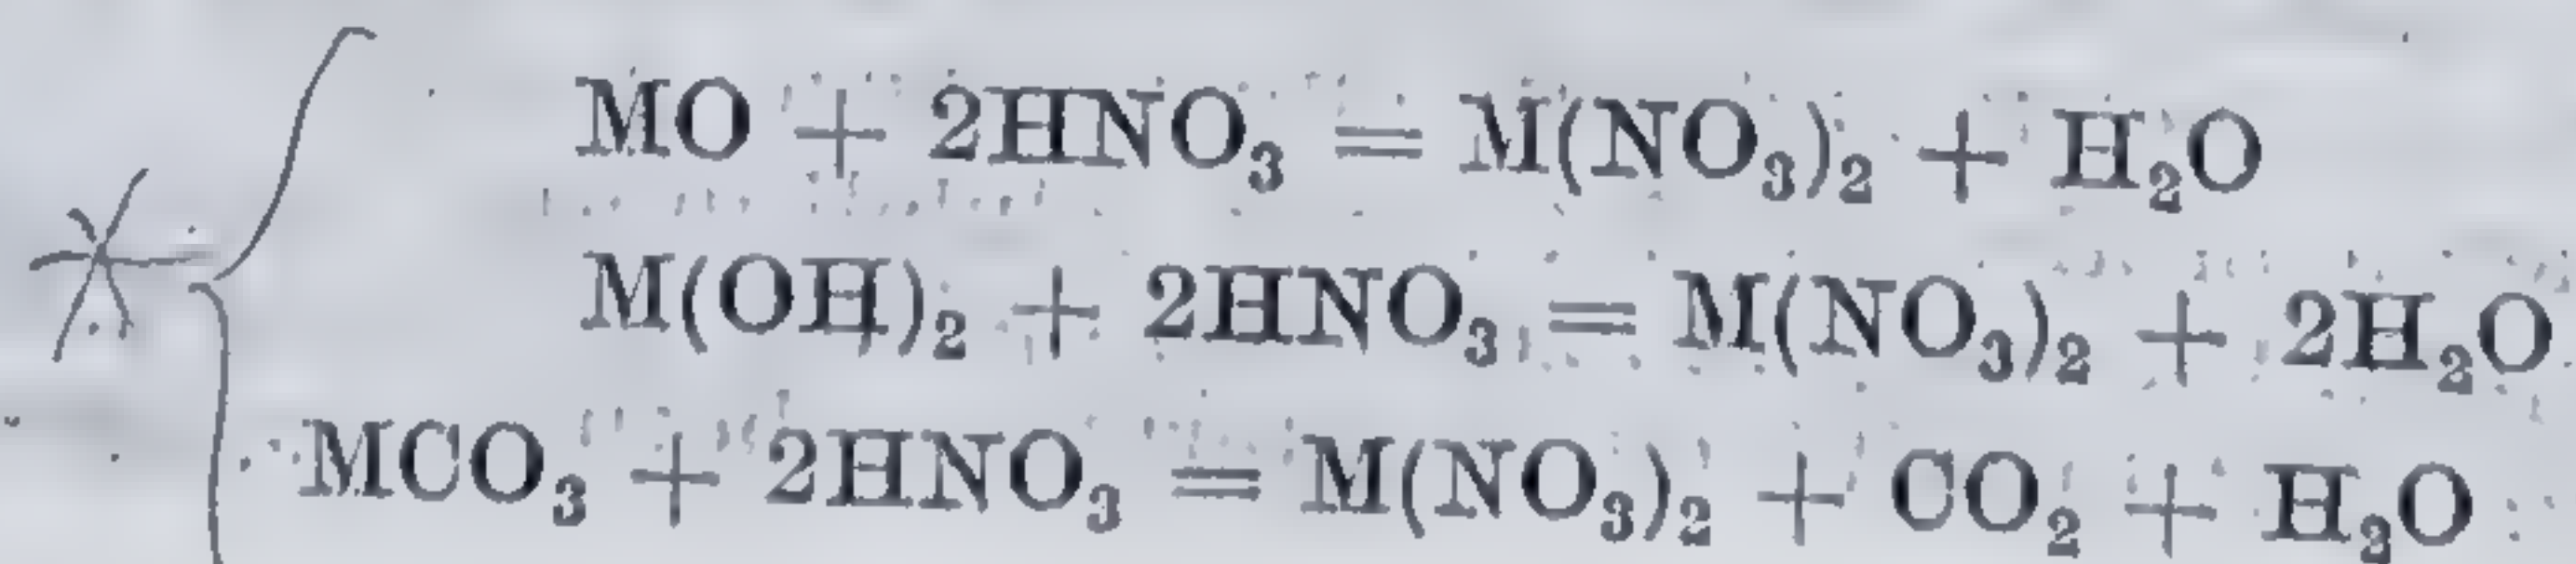 MO + 2HNO₃ = M(NO₃)₂ + H₂O
M(OH)₂ + 2HNO₃ = M(NO₃)₂ + 2H₂O
MCO₃ + 2HNO₃ = M(NO₃)₂ + CO₂ + H₂O